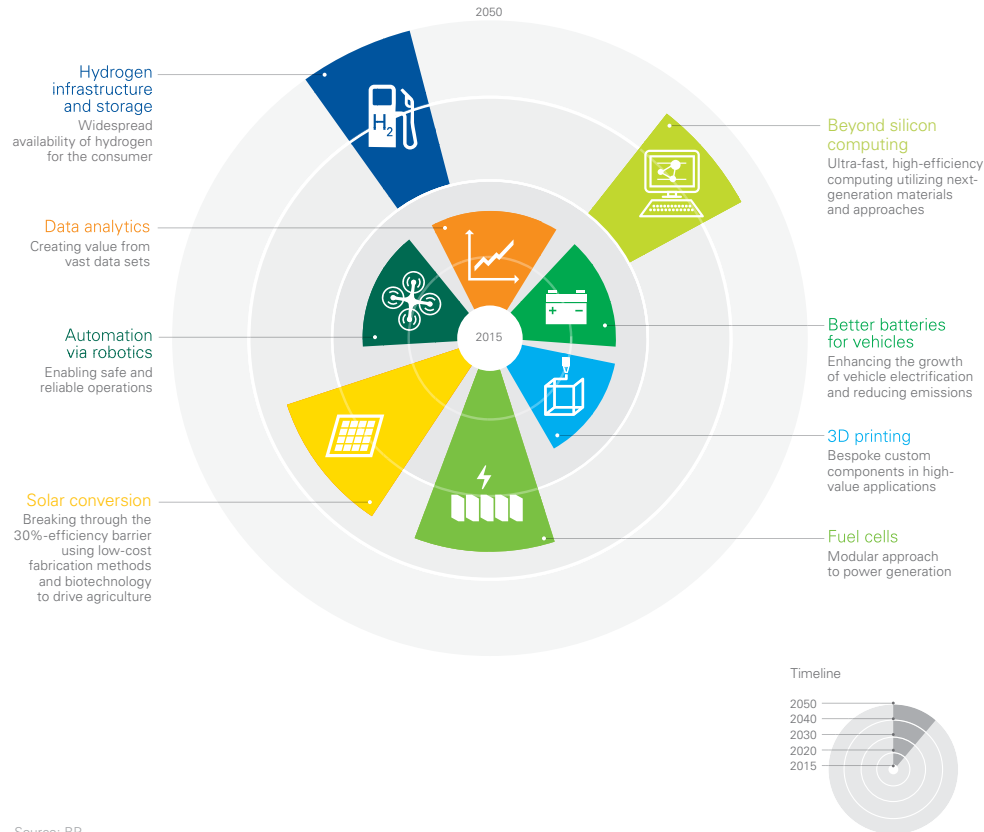 2050
Hydrogen
infrastructure
and storage
Widespread
availability of hydrogen
for the consumer
H2
Beyond silicon
computing
Ultra-fast, high-efficiency
computing utilizing next-
generation materials
and approaches
Data analytics
Creating value from
vast data sets
Automation
via robotics
Enabling safe and
reliable operations
2015
Better batteries
for vehicles
Enhancing the growth
of vehicle electrification
and reducing emissions
3D printing
Bespoke custom
components in high-
value applications
Solar conversion
Breaking through the
30%-efficiency barrier
using low-cost
fabrication methods
and biotechnology
to drive agriculture
Fuel cells
Modular approach
to power generation
Timeline
2050
2040
2030
2020
2015
Source: BP